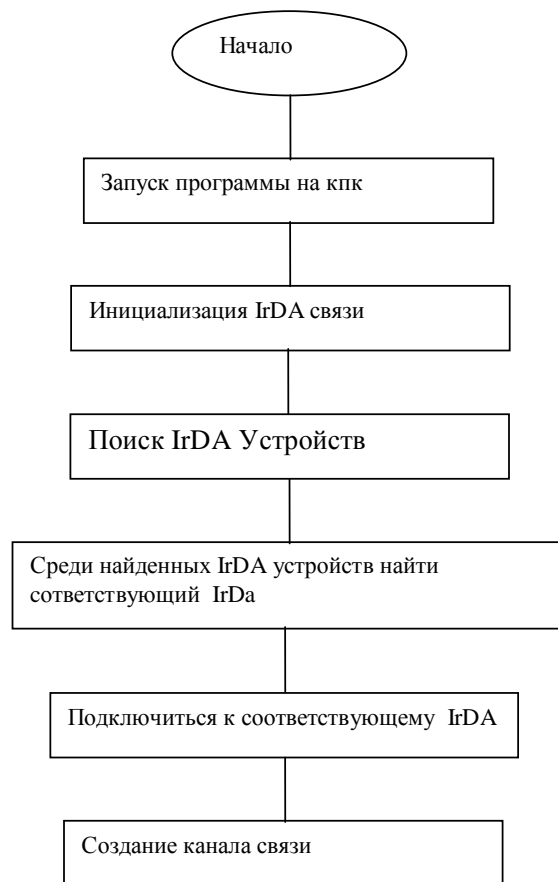 Начало
Запуск программы на кпк
Инициализация IrDA связи
Поиск IrDA Устройств
Среди найденных IrDA устройств найти
сответствующий IrDa
Подключиться к соответствующему IrDA
Создание канала связи